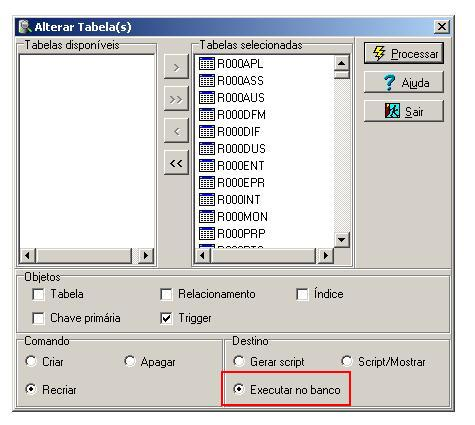 Alterar Tabela(s)
Tabelas disponíveis
Tabelas selecionadas
>
>>
<
<<
R000APL
R000ASS
R000AUS
R000DFM
R000DIF
R000DUS
R000ENT
R000EPR
R000INT
R000MON
R000PRP
Processar
Ajuda
Sair
Objetos
Tabela Relacionamento Índice
Chave primária Trigger
Comando
Criar Apagar
Recriar
Destino
Gerar script Script/Mostrar
Executar no banco